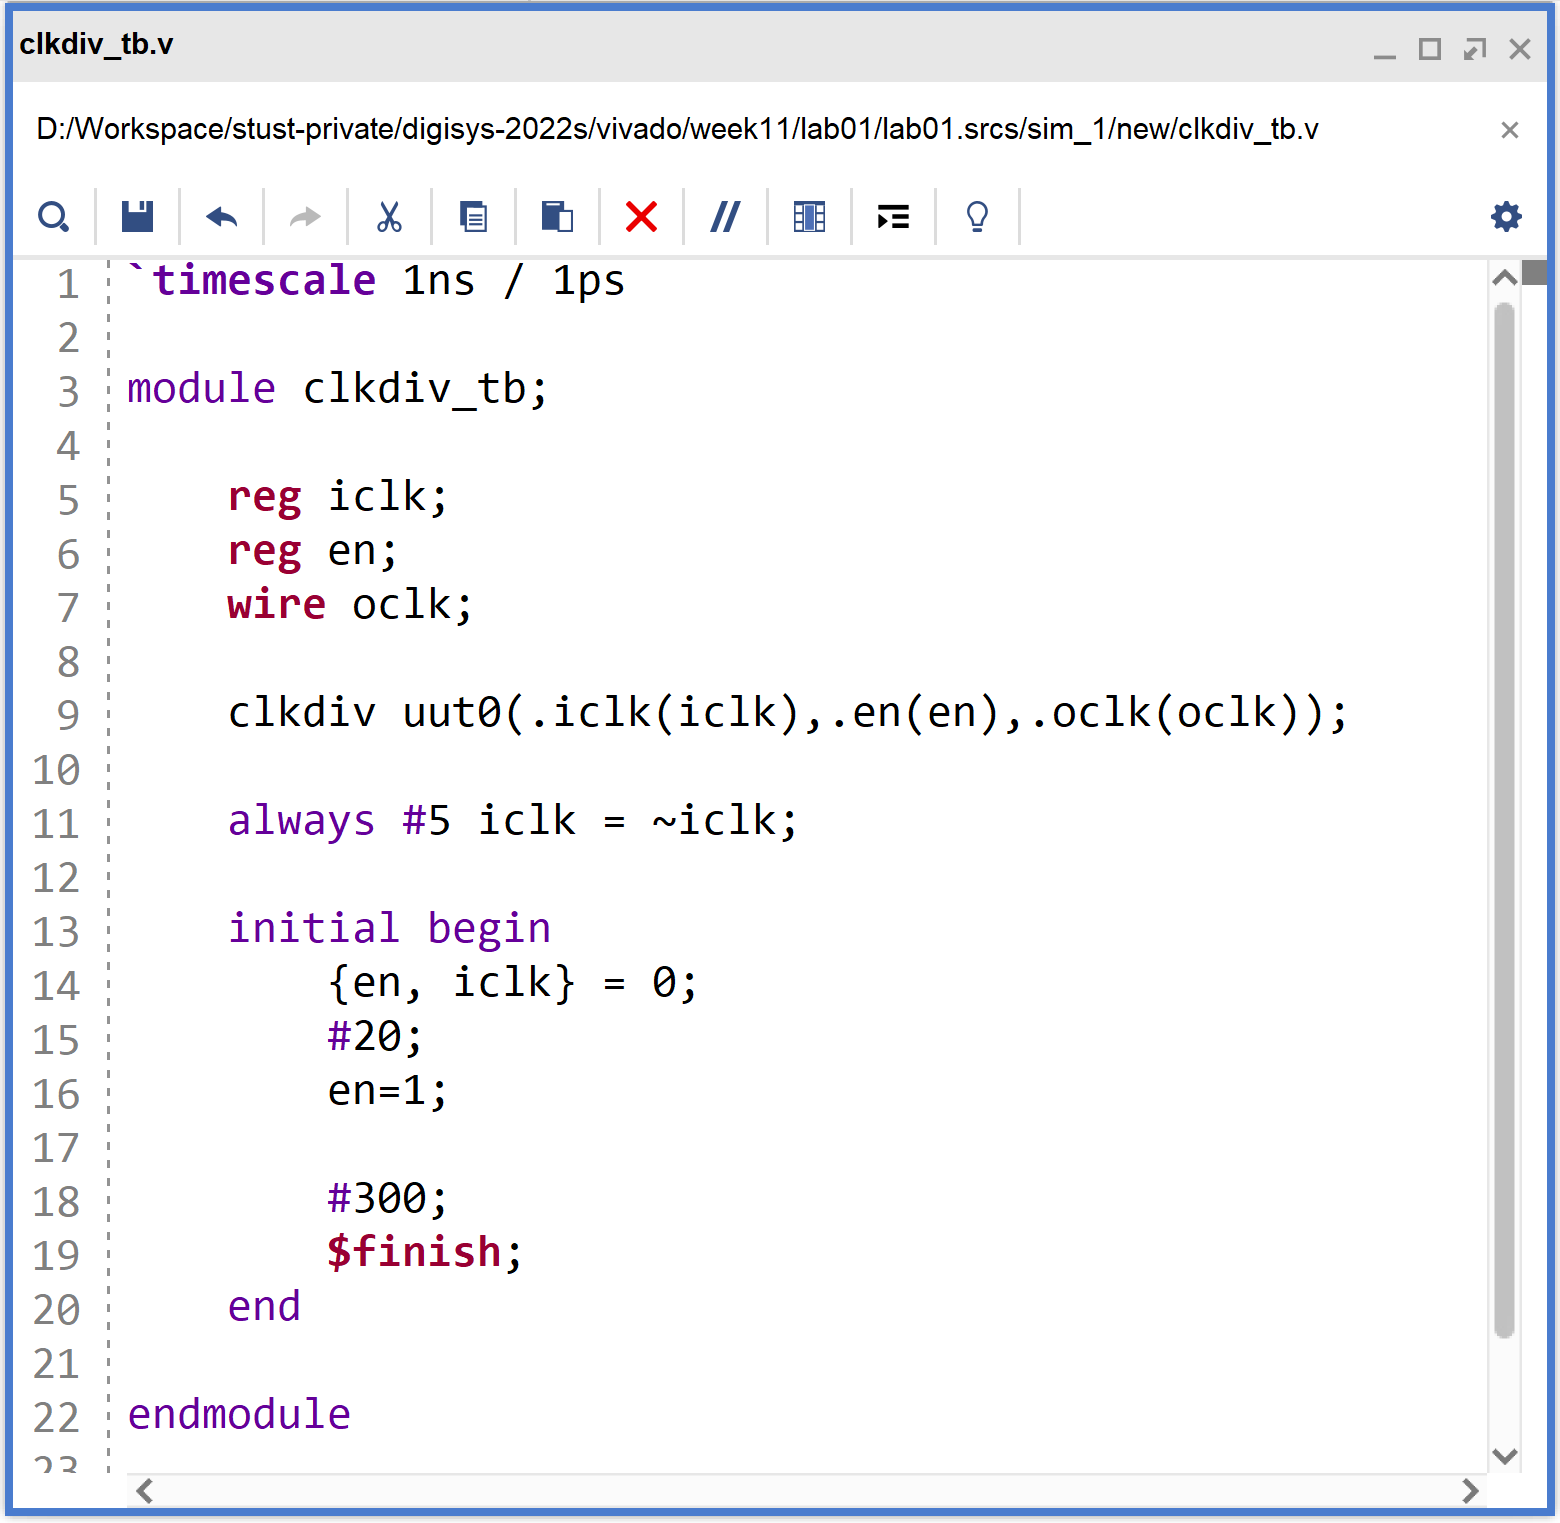 clkdiv_tb.v
D:/Workspace/stust-private/digisys-2022s/vivado/week11/lab01/lab01.srcs/sim_1/new/clkdiv_tb.v
1 `timescale 1ns / 1ps
2
3 module clkdiv_tb;
4
5     reg iclk;
6     reg en;
7     wire oclk;
8
9     clkdiv uut0(.iclk(iclk),.en(en),.oclk(oclk));
10
11     always #5 iclk = ~iclk;
12
13     initial begin
14         {en, iclk} = 0;
15         #20;
16         en=1;
17
18         #300;
19         $finish;
20     end
21
22 endmodule
23